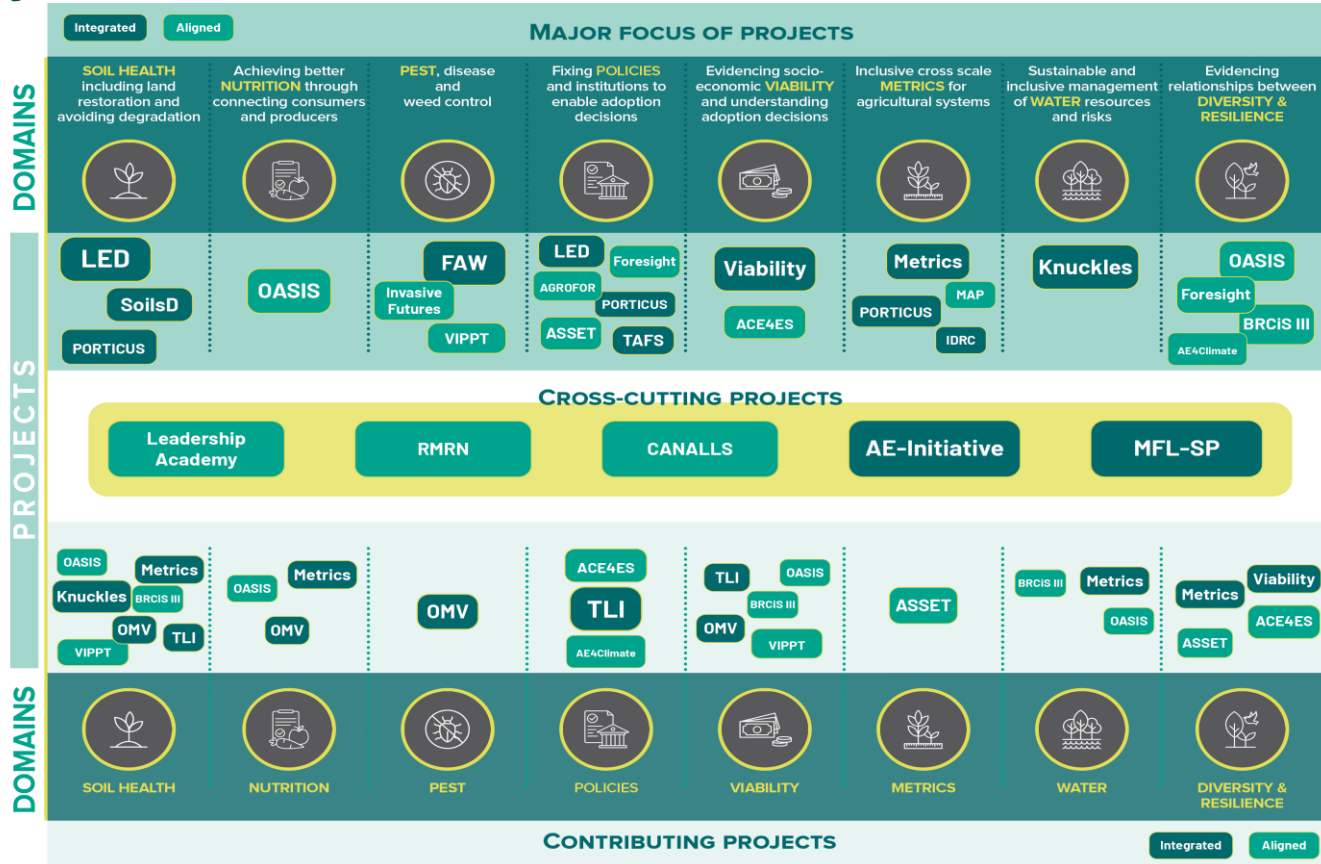 Integrated
Aligned
MAJOR FOCUS OF PROJECTS
DOMAINS
SOIL HEALTH
including land
restoration and
avoiding degradation
Achieving better
NUTRITION through
connecting consumers
and producers
PEST, disease
and
weed control
Fixing POLICIES
and institutions to
enable adoption
decisions
Evidencing socio-
economic VIABILITY
and understanding
adoption decisions
Inclusive cross scale
METRICS for
agricultural systems
Sustainable and
inclusive management
of WATER resources
and risks
Evidencing
relationships between
DIVERSITY &
RESILIENCE
PROJECTS
LED
SoilsD
PORTICUS
OASIS
FAW
Invasive
Futures
VIPPT
LED
Foresight
AGROFOR
PORTICUS
ASSET
TAFS
Viability
ACE4ES
Metrics
MAP
PORTICUS
IDRC
Knuckles
OASIS
Foresight
BRCiS III
AE4Climate
CROSS-CUTTING PROJECTS
Leadership
Academy
RMRN
CANALLS
AE-Initiative
MFL-SP
OASIS
Metrics
Knuckles
BRCiS III
OMV
TLI
VIPPT
OASIS
Metrics
OMV
OMV
ACE4ES
TLI
AE4Climate
TLI
OASIS
BRCiS III
OMV
VIPPT
ASSET
BRCiS III
Metrics
OASIS
Viability
Metrics
ACE4ES
ASSET
DOMAINS
SOIL HEALTH
NUTRITION
PEST
POLICIES
VIABILITY
METRICS
WATER
DIVERSITY &
RESILIENCE
CONTRIBUTING PROJECTS
Integrated
Aligned